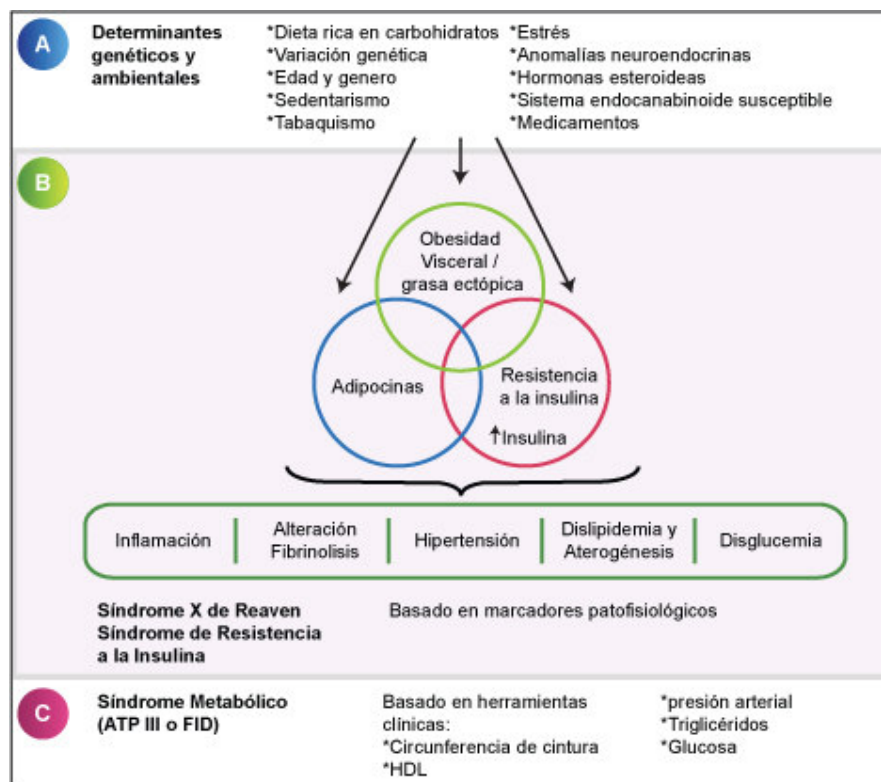 A
Determinantes
genéticos y
ambientales
*Dieta rica en carbohidratos
*Variación genética
*Edad y genero
*Sedentarismo
*Tabaquismo
*Estrés
*Anomalías neuroendocrinas
*Hormonas esteroideas
*Sistema endocanabinoide susceptible
*Medicamentos
B
Obesidad
Visceral /
grasa ectópica
Adipocinas
Resistencia
a la insulina
↑Insulina
Inflamación
Alteración
Fibrinolisis
Hipertensión
Dislipidemia y
Aterogénesis
Disglucemia
Síndrome X de Reaven
Síndrome de Resistencia
a la Insulina
Basado en marcadores patofisiológicos
C
Síndrome Metabólico
(ATP III o FID)
Basado en herramientas
clínicas:
*Circunferencia de cintura
*HDL
*presión arterial
*Triglicéridos
*Glucosa